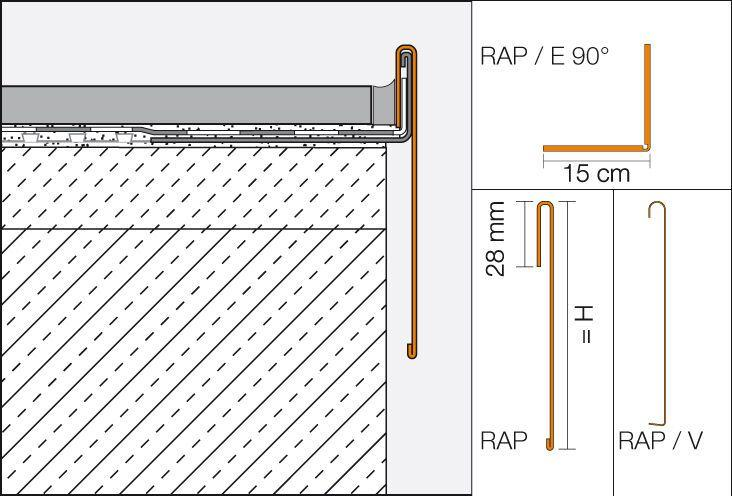 RAP / E 90°
15 cm
28 mm
= H
RAP
RAP / V